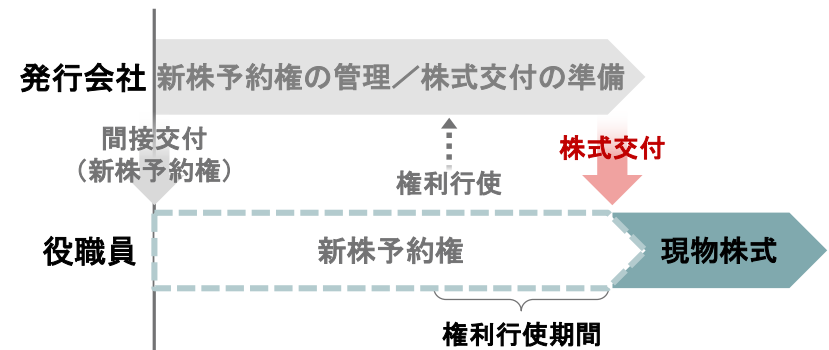 発行会社
新株予約権の管理／株式交付の準備
間接交付
（新株予約権）
株式交付
権利行使
役職員
新株予約権
現物株式
権利行使期間